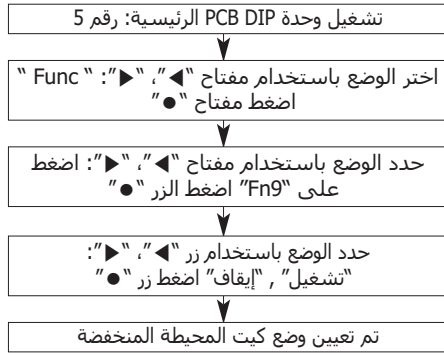 تشغيل وحدة PCB DIP الرئيسية: رقم 5
اختر الوضع باستخدام مفتاح “◀”، “▶”: “ Func “
اضغط مفتاح “●”
حدد الوضع باستخدام مفتاح “◀”، “▶”: اضغط
على “Fn9” اضغط الزر “●”
حدد الوضع باستخدام زر “◀”، “▶”:
“تشغيل” , “إيقاف” اضغط زر “●”
تم تعيين وضع كيت المحيطة المنخفضة